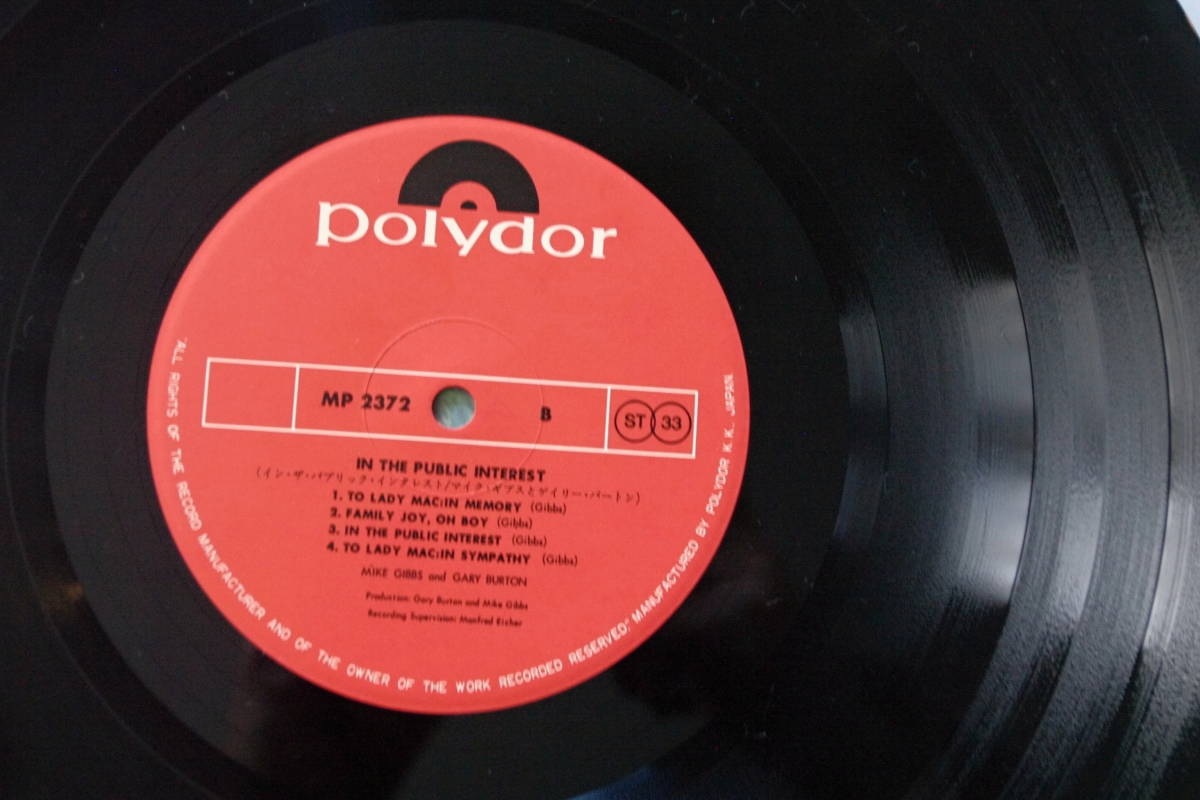 polydor
MP 2372 B ST 33
IN THE PUBLIC INTEREST
(イン・ザ・パブリック・インタレスト/マイク・ギブスとゲイリー・バートン)
1. TO LADY MAC:IN MEMORY (Gibbs)
2. FAMILY JOY, OH BOY (Gibbs)
3. IN THE PUBLIC INTEREST (Gibbs)
4. TO LADY MAC:IN SYMPATHY (Gibbs)
MIKE GIBBS and GARY BURTON
Production: Gary Burton and Mike Gibbs
Recording Supervision: Manfred Eicher
"ALL RIGHTS OF THE RECORD MANUFACTURER AND OF THE OWNER OF THE WORK RECORDED RESERVED." MANUFACTURED BY POLYDOR K.K., JAPAN